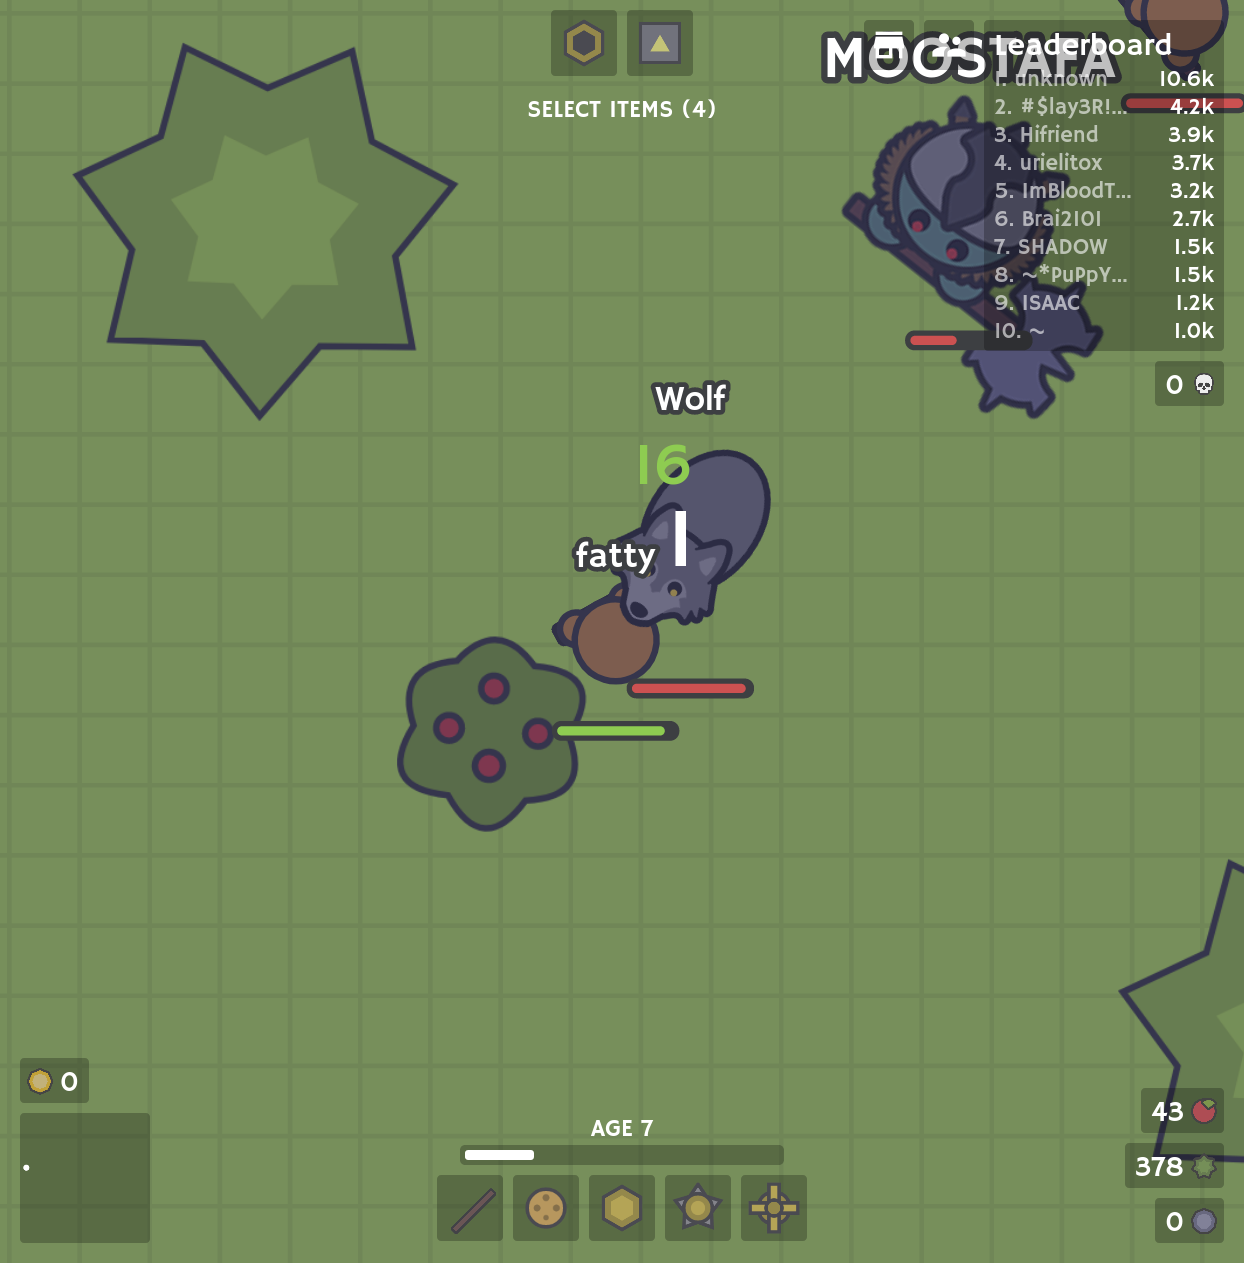 SELECT ITEMS (4)
MOOSTAFA
Leaderboard
1. unknown 10.6k
2. #$lay3R!... 4.2k
3. Hifriend 3.9k
4. urielitox 3.7k
5. ImBloodT... 3.2k
6. Brai2101 2.7k
7. SHADOW 1.5k
8. ~*PuPpY... 1.5k
9. ISAAC 1.2k
10. ~ 1.0k
0
Wolf
16
1
fatty
0
AGE 7
43
378
0